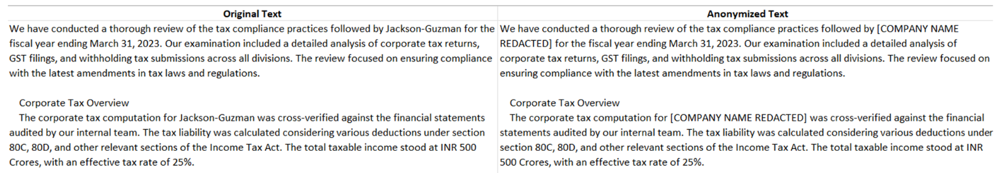 Original Text
We have conducted a thorough review of the tax compliance practices followed by Jackson-Guzman for the
fiscal year ending March 31, 2023. Our examination included a detailed analysis of corporate tax returns,
GST filings, and withholding tax submissions across all divisions. The review focused on ensuring compliance
with the latest amendments in tax laws and regulations.
Corporate Tax Overview
The corporate tax computation for Jackson-Guzman was cross-verified against the financial statements
audited by our internal team. The tax liability was calculated considering various deductions under section
80C, 80D, and other relevant sections of the Income Tax Act. The total taxable income stood at INR 500
Crores, with an effective tax rate of 25%.
Anonymized Text
We have conducted a thorough review of the tax compliance practices followed by [COMPANY NAME
REDACTED] for the fiscal year ending March 31, 2023. Our examination included a detailed analysis of
corporate tax returns, GST filings, and withholding tax submissions across all divisions. The review focused on
ensuring compliance with the latest amendments in tax laws and regulations.
Corporate Tax Overview
The corporate tax computation for [COMPANY NAME REDACTED] was cross-verified against the financial
statements audited by our internal team. The tax liability was calculated considering various deductions under
section 80C, 80D, and other relevant sections of the Income Tax Act. The total taxable income stood at INR
500 Crores, with an effective tax rate of 25%.